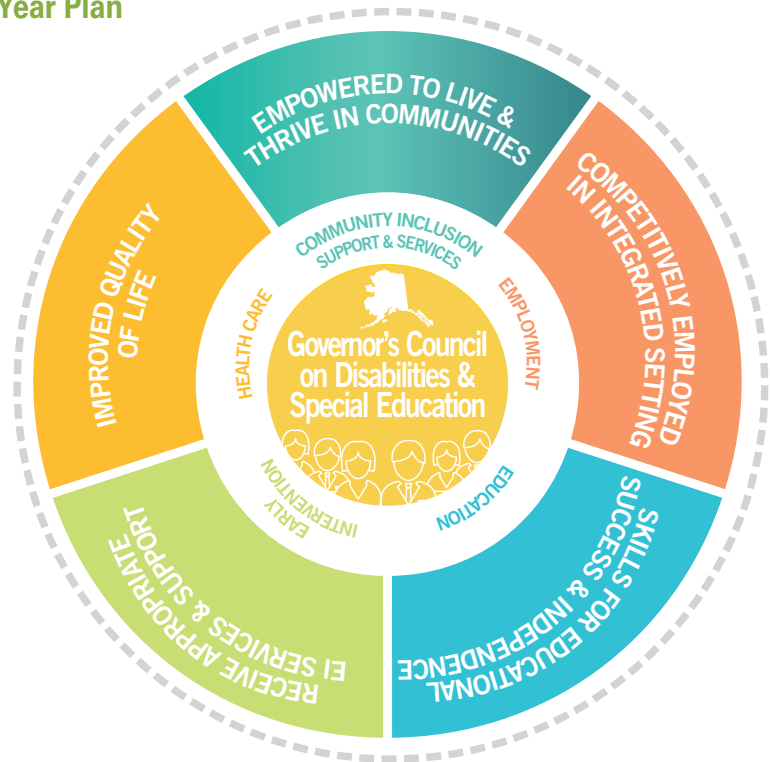 Year Plan
EMPOWERED TO LIVE &
THRIVE IN COMMUNITIES
COMPETITIVELY EMPLOYED
IN INTEGRATED SETTING
SKILLS FOR EDUCATIONAL
SUCCESS & INDEPENDENCE
RECEIVE APPROPRIATE
EI SERVICES & SUPPORT
IMPROVED QUALITY
OF LIFE
COMMUNITY INCLUSION
SUPPORT & SERVICES
EMPLOYMENT
EDUCATION
EARLY
INTERVENTION
HEALTH CARE
Governor's Council
on Disabilities &
Special Education